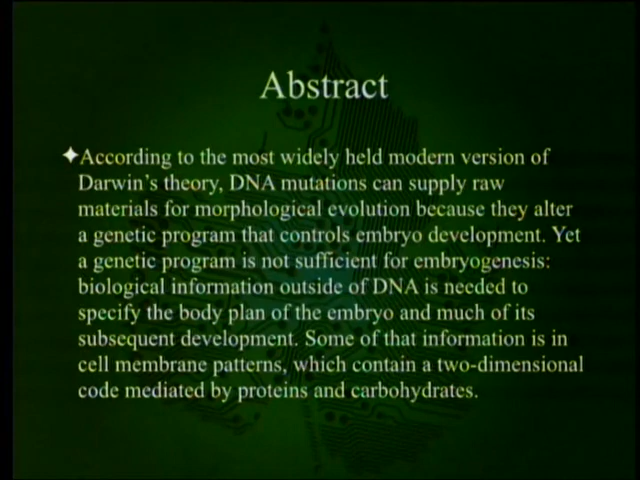 Abstract
✦According to the most widely held modern version of
Darwin's theory, DNA mutations can supply raw
materials for morphological evolution because they alter
a genetic program that controls embryo development. Yet
a genetic program is not sufficient for embryogenesis:
biological information outside of DNA is needed to
specify the body plan of the embryo and much of its
subsequent development. Some of that information is in
cell membrane patterns, which contain a two-dimensional
code mediated by proteins and carbohydrates.